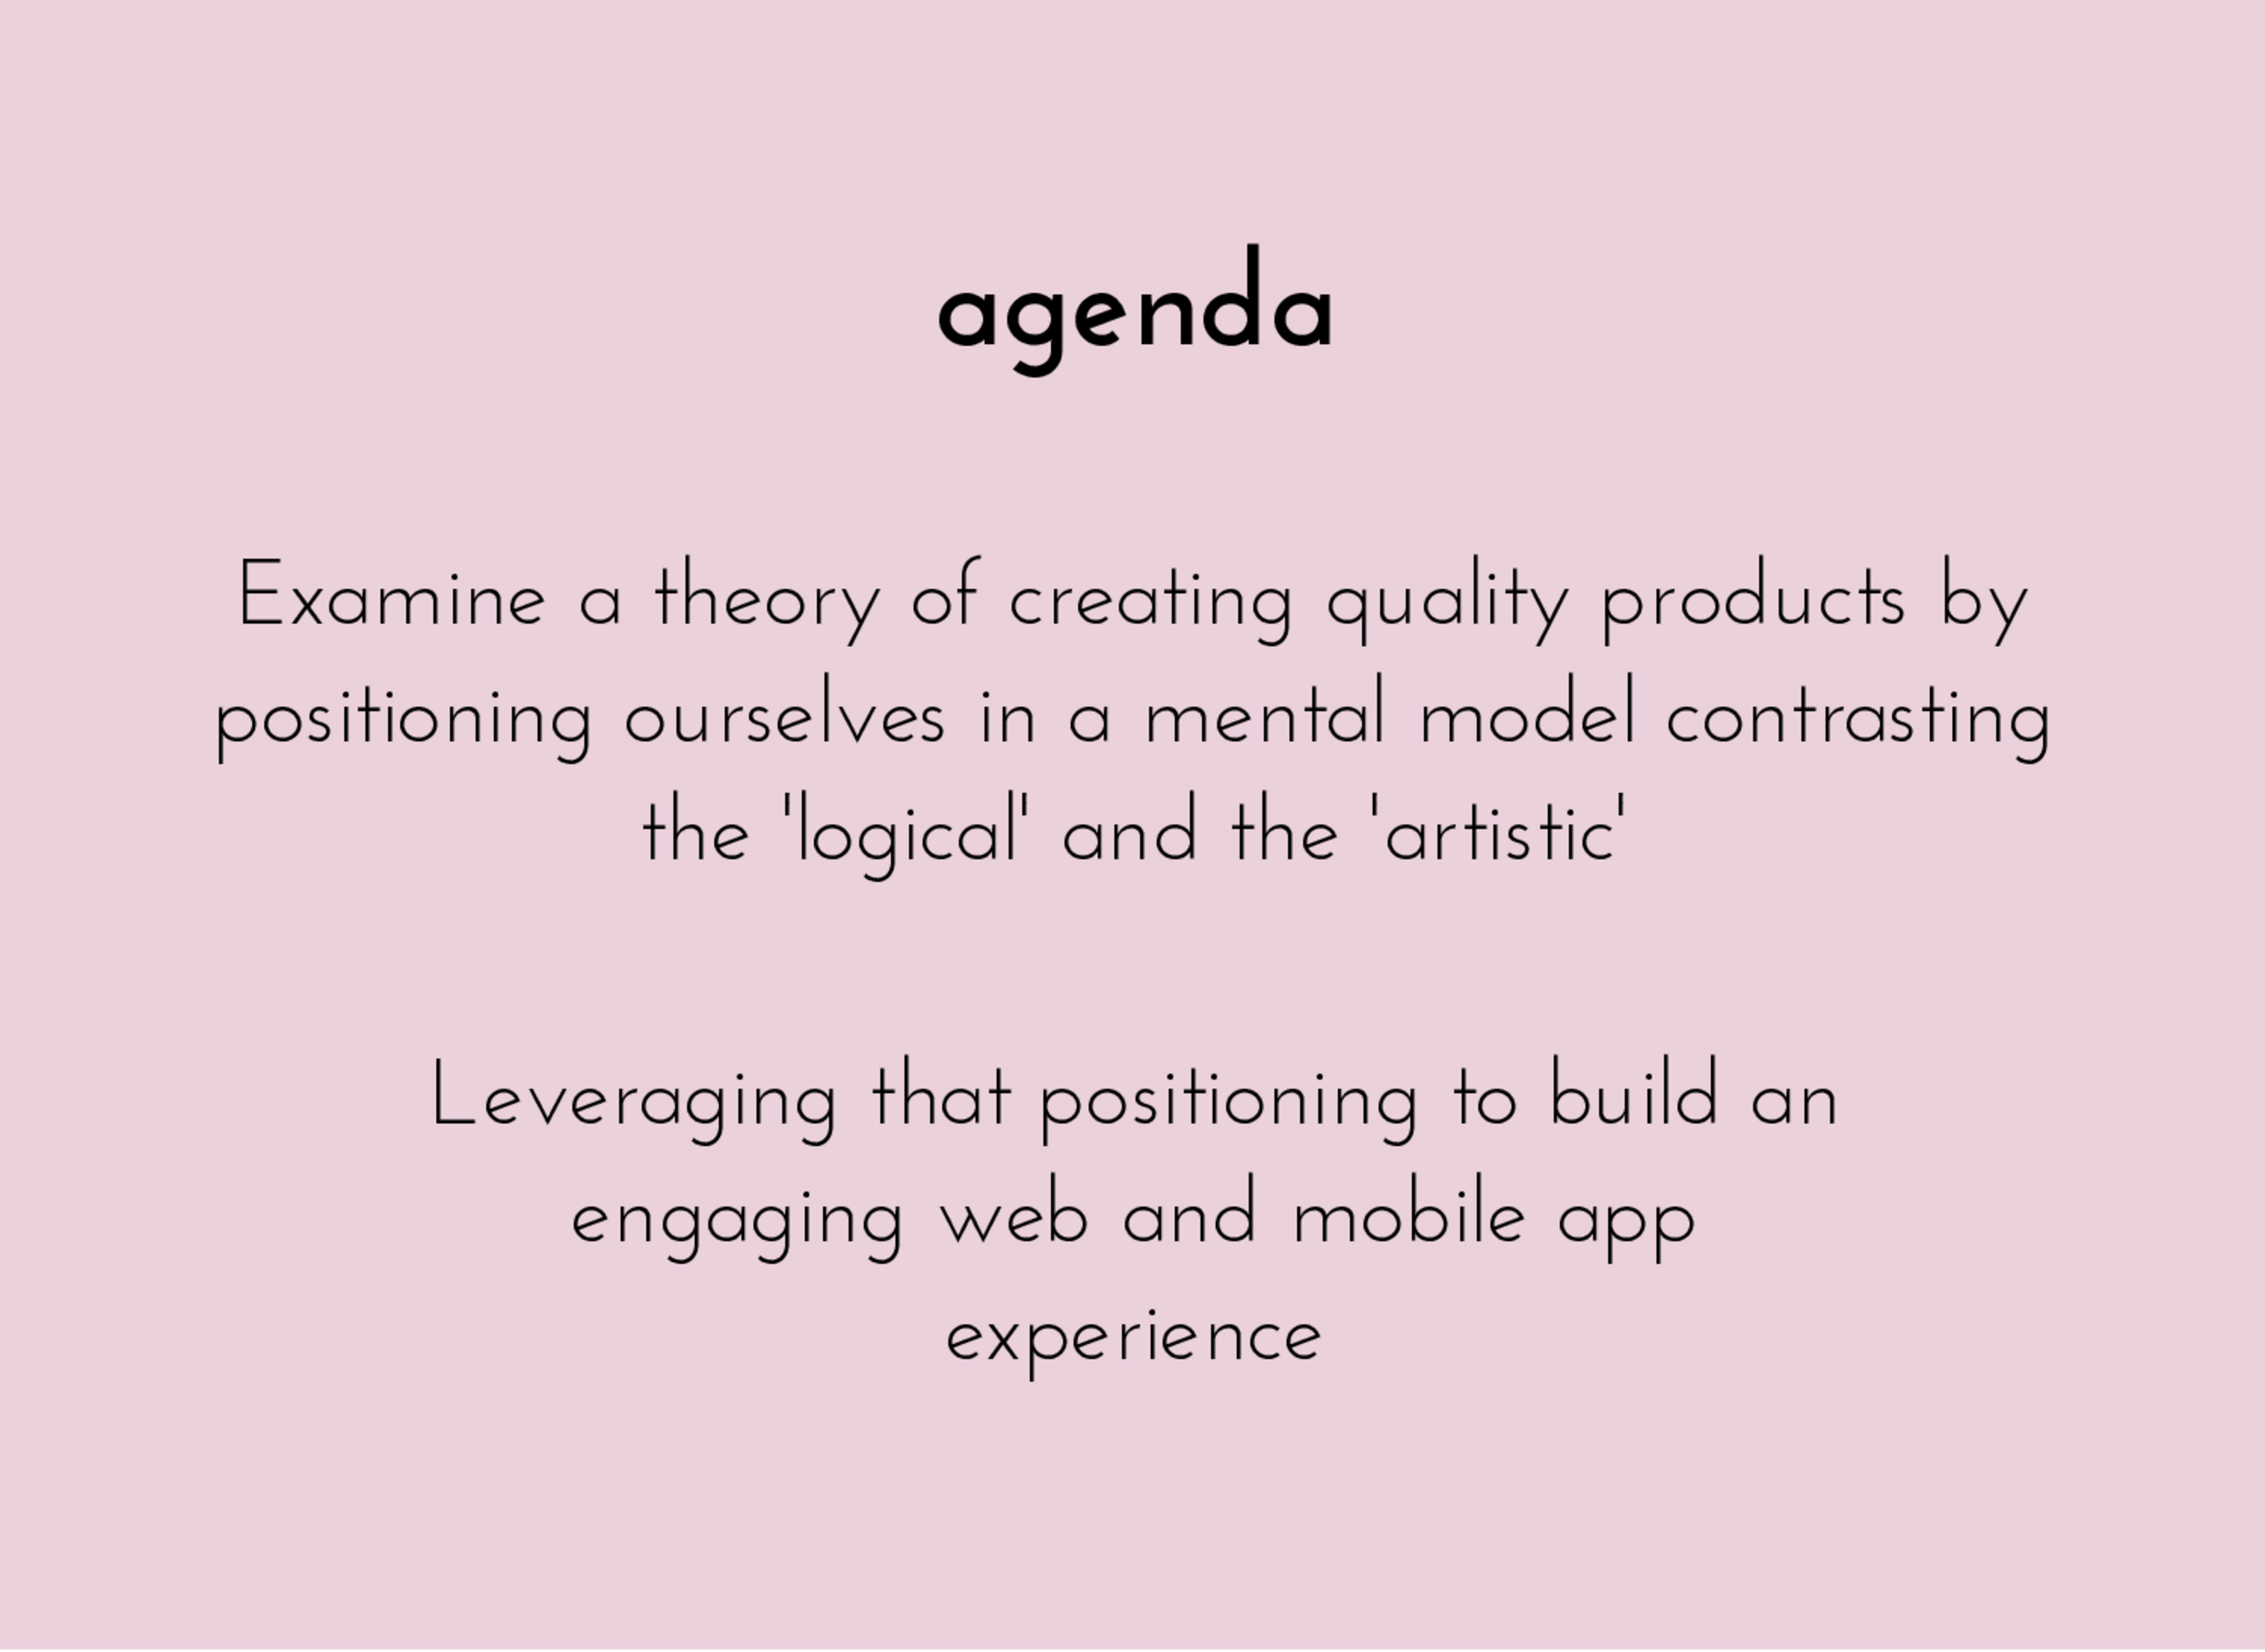 agenda
Examine a theory of creating quality products by
positioning ourselves in a mental model contrasting
the 'logical' and the 'artistic'
Leveraging that positioning to build an
engaging web and mobile app
experience